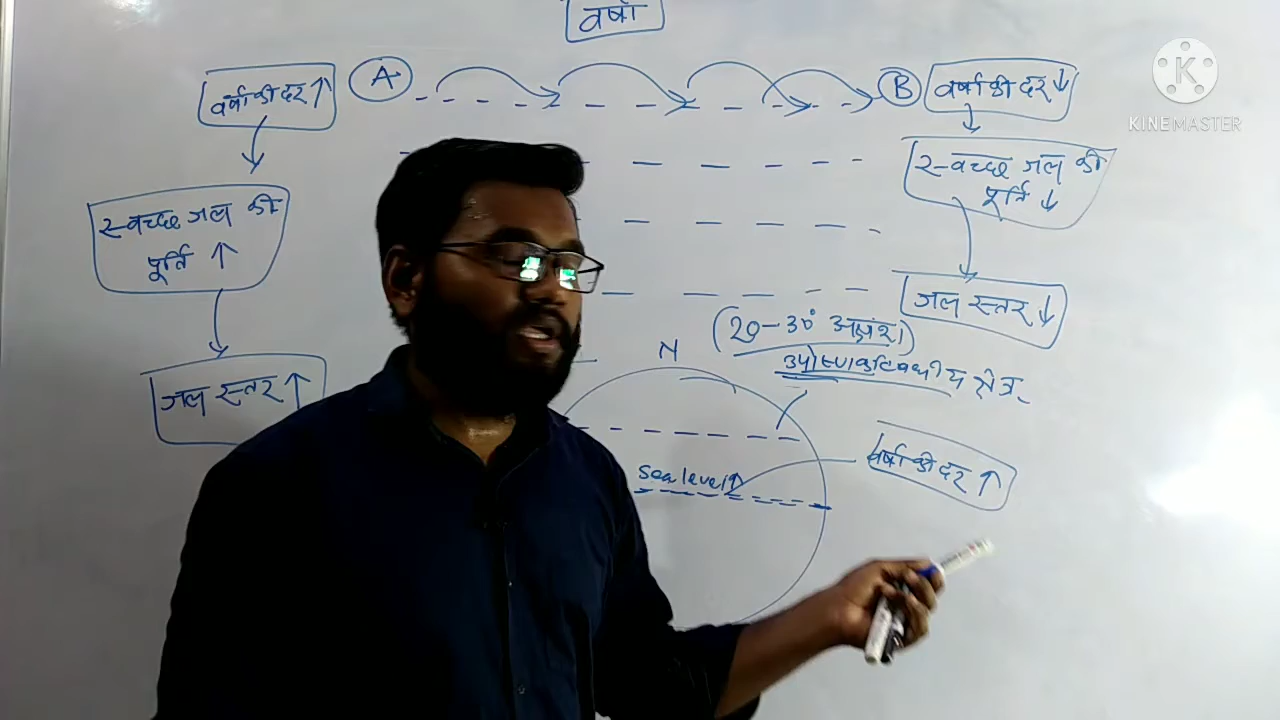 वर्षा
वर्षा की दर ↑
A
B
वर्षा की दर ↓
KINEMASTER
स्वच्छ जल की
पूर्ति ↓
स्वच्छ जल की
पूर्ति ↑
जल स्तर ↓
(20-30° अक्षांश)
N
उपोष्णकटिबंधीय क्षेत्र
जल स्तर ↑
वर्षा की दर ↑
sea level ↑